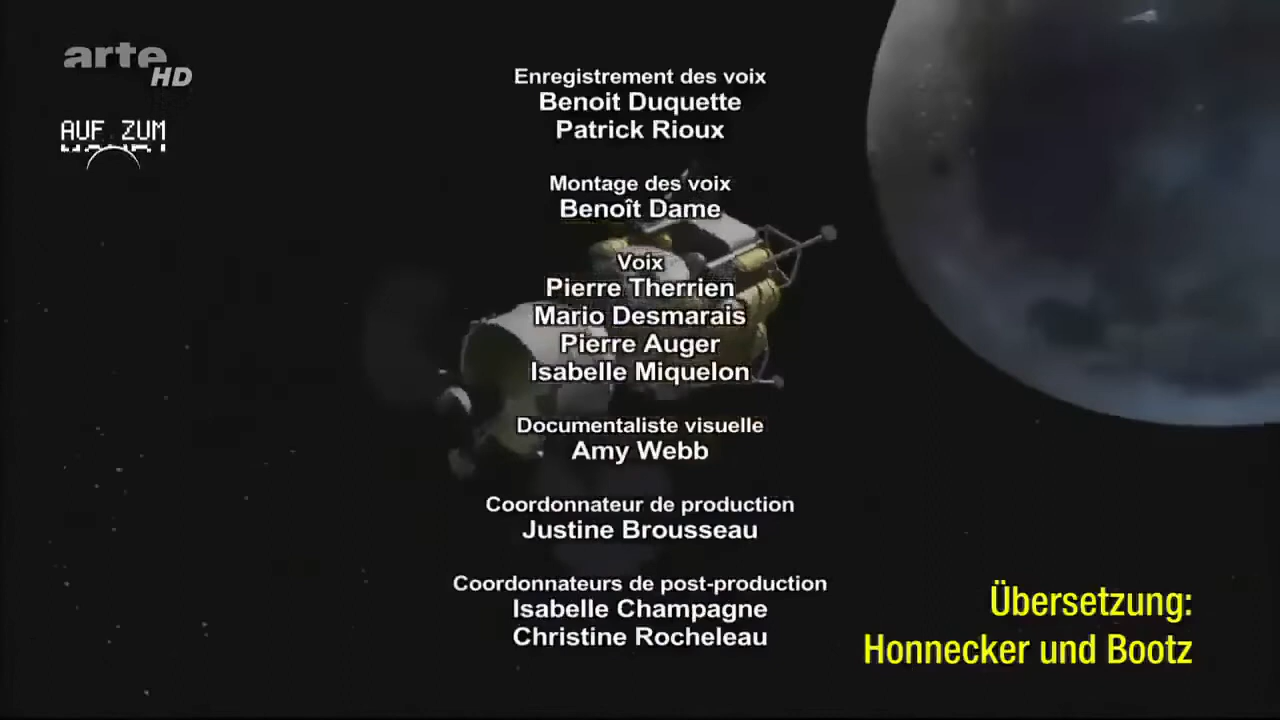 arte
HD
AUF ZUM
Enregistrement des voix
Benoit Duquette
Patrick Rioux
Montage des voix
Benoît Dame
Voix
Pierre Therrien
Mario Desmarais
Pierre Auger
Isabelle Miquelon
Documentaliste visuelle
Amy Webb
Coordonnateur de production
Justine Brousseau
Coordonnateurs de post-production
Isabelle Champagne
Christine Rocheleau
Übersetzung:
Honnecker und Bootz